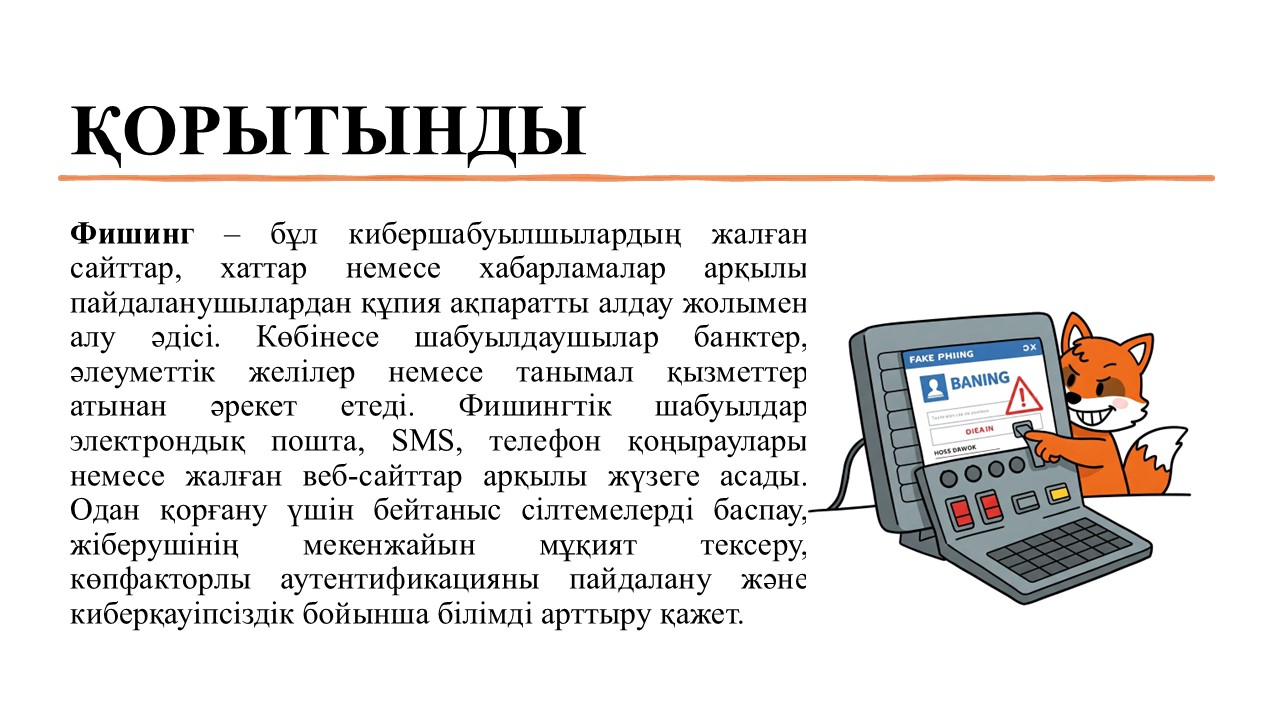 ҚОРЫТЫНДЫ
Фишинг – бұл кибершабуылшылардың жалған
сайттар, хаттар немесе хабарламалар арқылы
пайдаланушылардан құпия ақпаратты алдау жолымен
алу әдісі. Көбінесе шабуылдаушылар банктер,
әлеуметтік желілер немесе танымал қызметтер
атынан әрекет етеді. Фишингтік шабуылдар
электрондық пошта, SMS, телефон қоңыраулары
немесе жалған веб-сайттар арқылы жүзеге асады.
Одан қорғану үшін бейтаныс сілтемелерді баспау,
жіберушінің мекенжайын мұқият тексеру,
көпфакторлы аутентификацияны пайдалану және
киберқауіпсіздік бойынша білімді арттыру қажет.
FAKE PHIING
BANING
DIEAIN
HOSS DAWOK